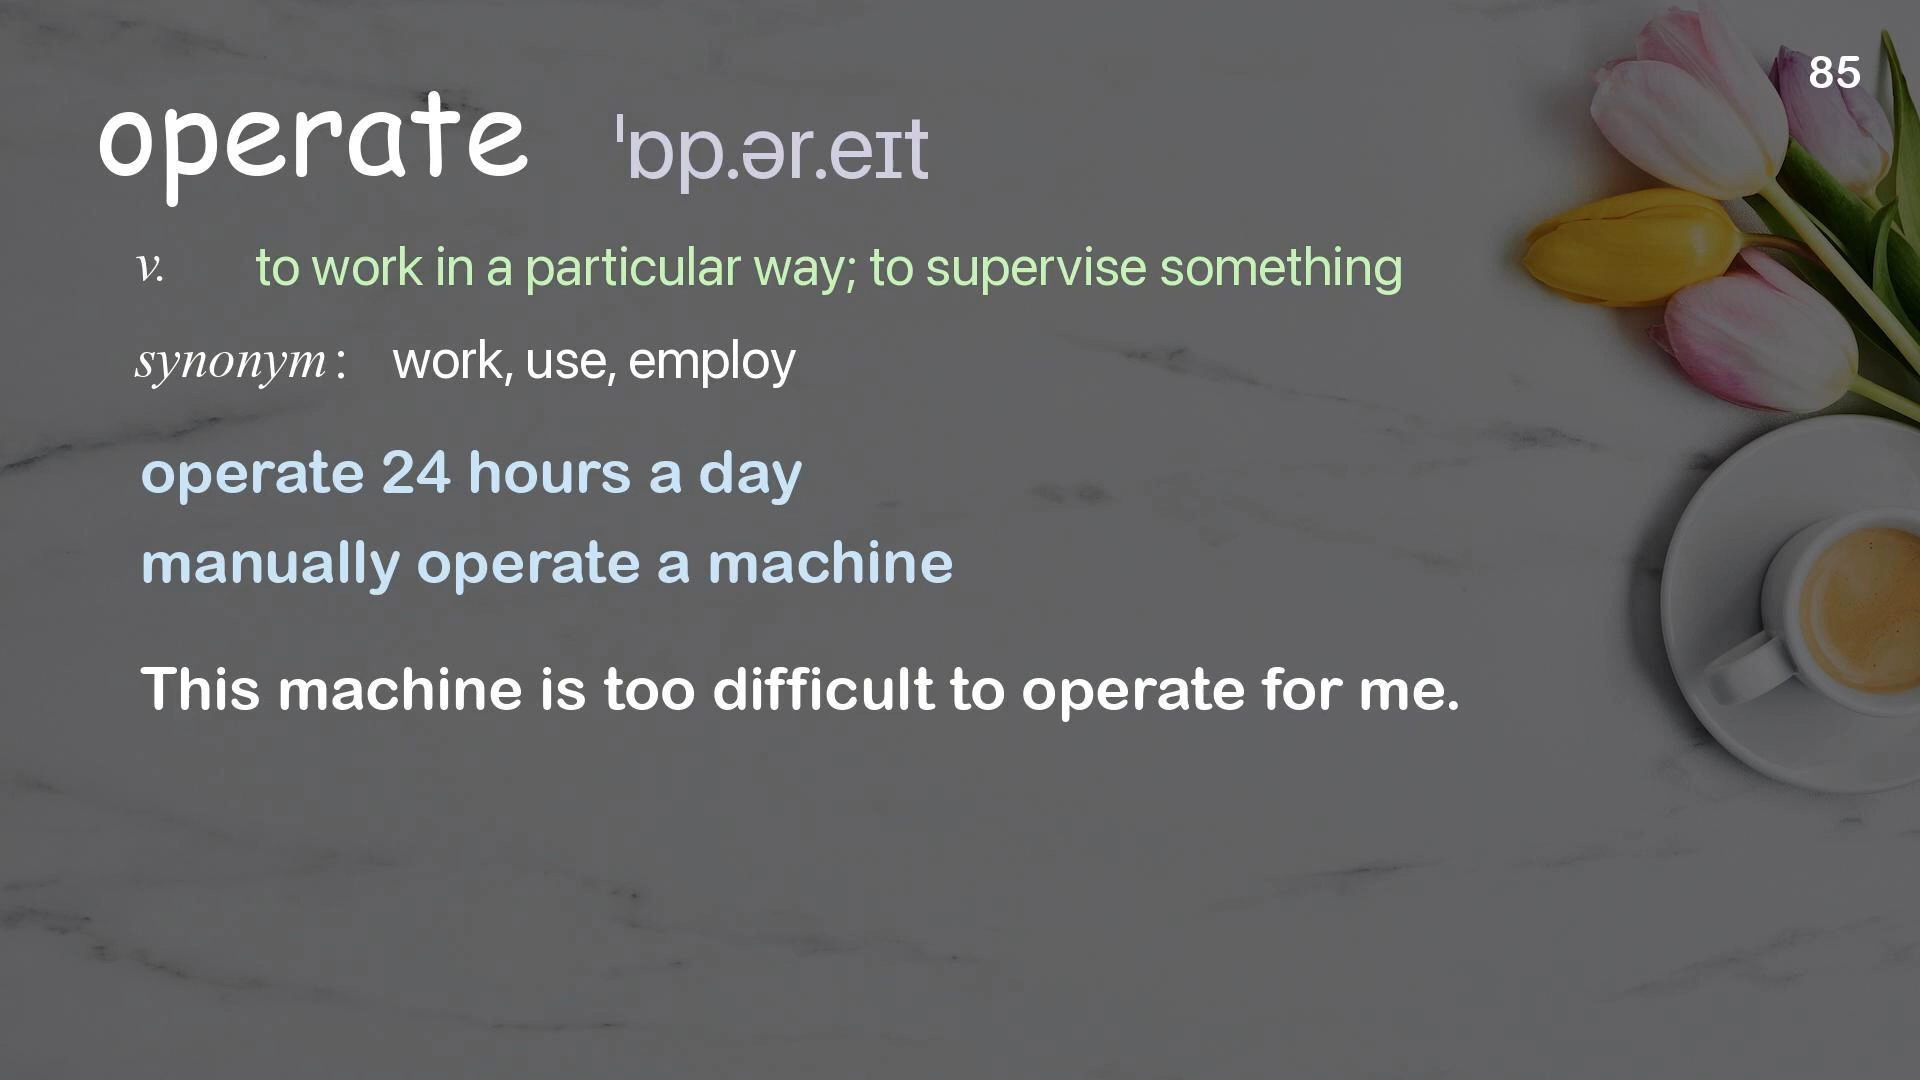 85
operate ˈɒp.ər.eɪt
v. to work in a particular way; to supervise something
synonym: work, use, employ
operate 24 hours a day
manually operate a machine
This machine is too difficult to operate for me.